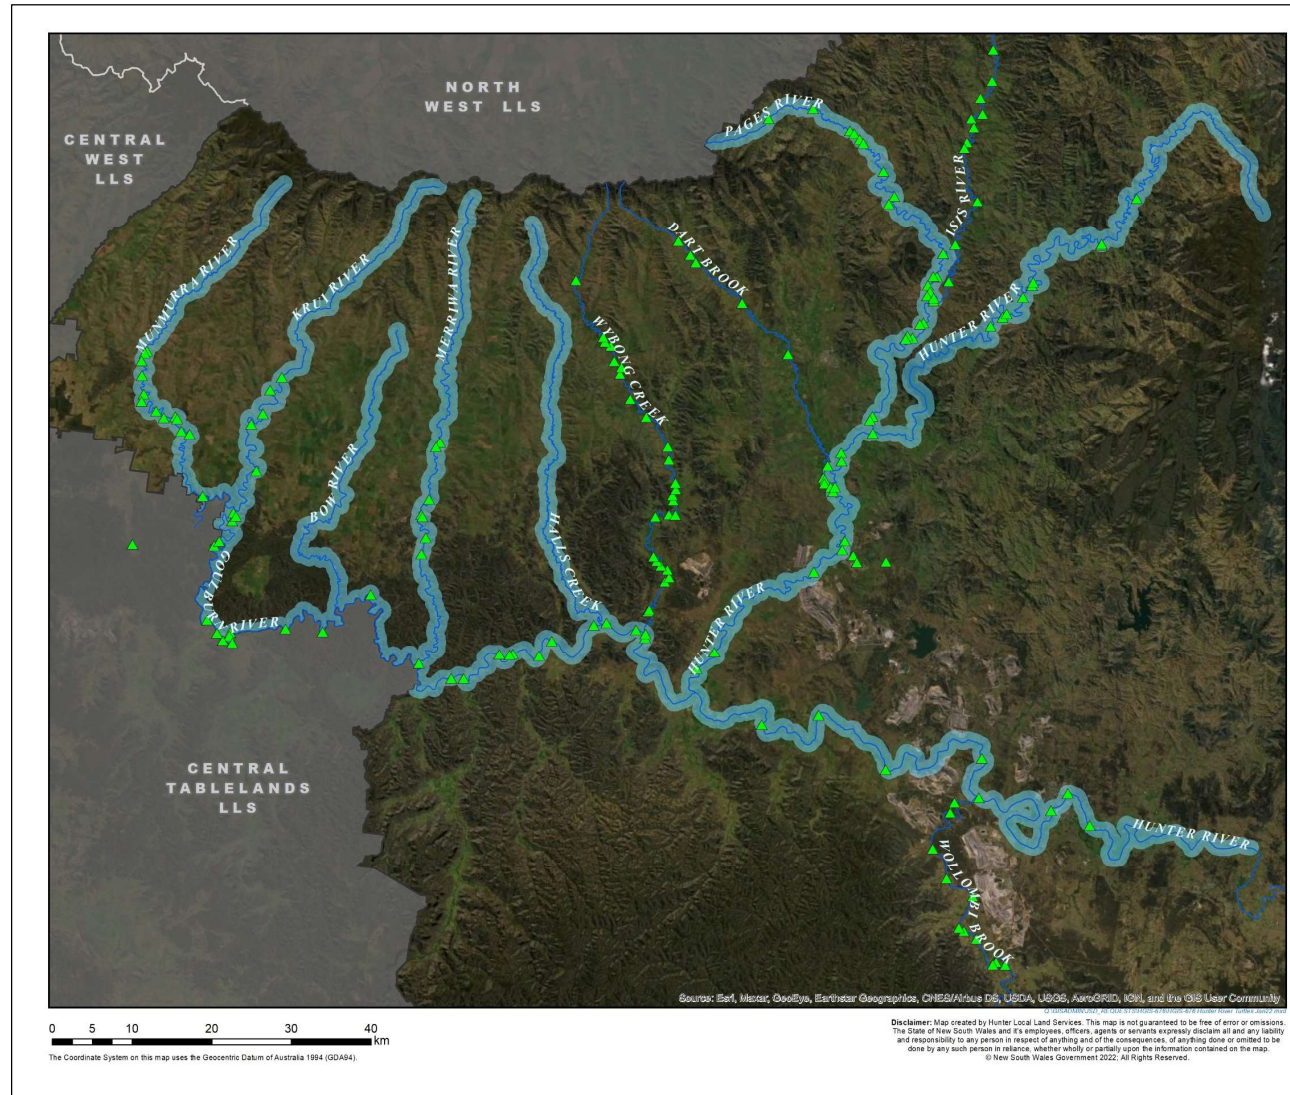 NORTH
WEST LLS
CENTRAL
WEST
LLS
PAGES RIVER
ISIS RIVER
DART BROOK
MUNMURRA RIVER
KRUI RIVER
MERRIWA RIVER
HUNTER RIVER
WYBONG CREEK
BOW RIVER
HALLS CREEK
GOULBURN RIVER
HUNTER RIVER
CENTRAL
TABLELANDS
LLS
HUNTER RIVER
WOLLOMBI BROOK
Source: Esri, Maxar, GeoEye, Earthstar Geographics, CNES/Airbus DS, USDA, USGS, AeroGRID, IGN, and the GIS User Community
0 5 10 20 30 40
km
The Coordinate System on this map uses the Geocentric Datum of Australia 1994 (GDA94).
Disclaimer: Map created by Hunter Local Land Services. This map is not guaranteed to be free of error or omissions.
The State of New South Wales and it's employees, officers, agents or servants expressly disclaim all and any liability
and responsibility to any person in respect of anything and of the consequences, of anything done or omitted to be
done by any such person in reliance, whether wholly or partially upon the information contained on the map.
© New South Wales Government 2022; All Rights Reserved.